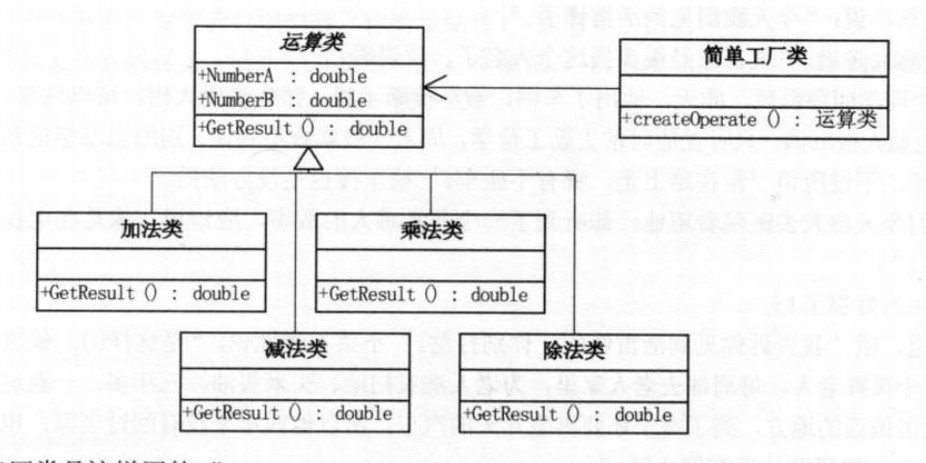 运算类
+NumberA : double
+NumberB : double
+GetResult () : double
简单工厂类
+createOperate () : 运算类
加法类
+GetResult () : double
乘法类
+GetResult () : double
减法类
+GetResult () : double
除法类
+GetResult () : double